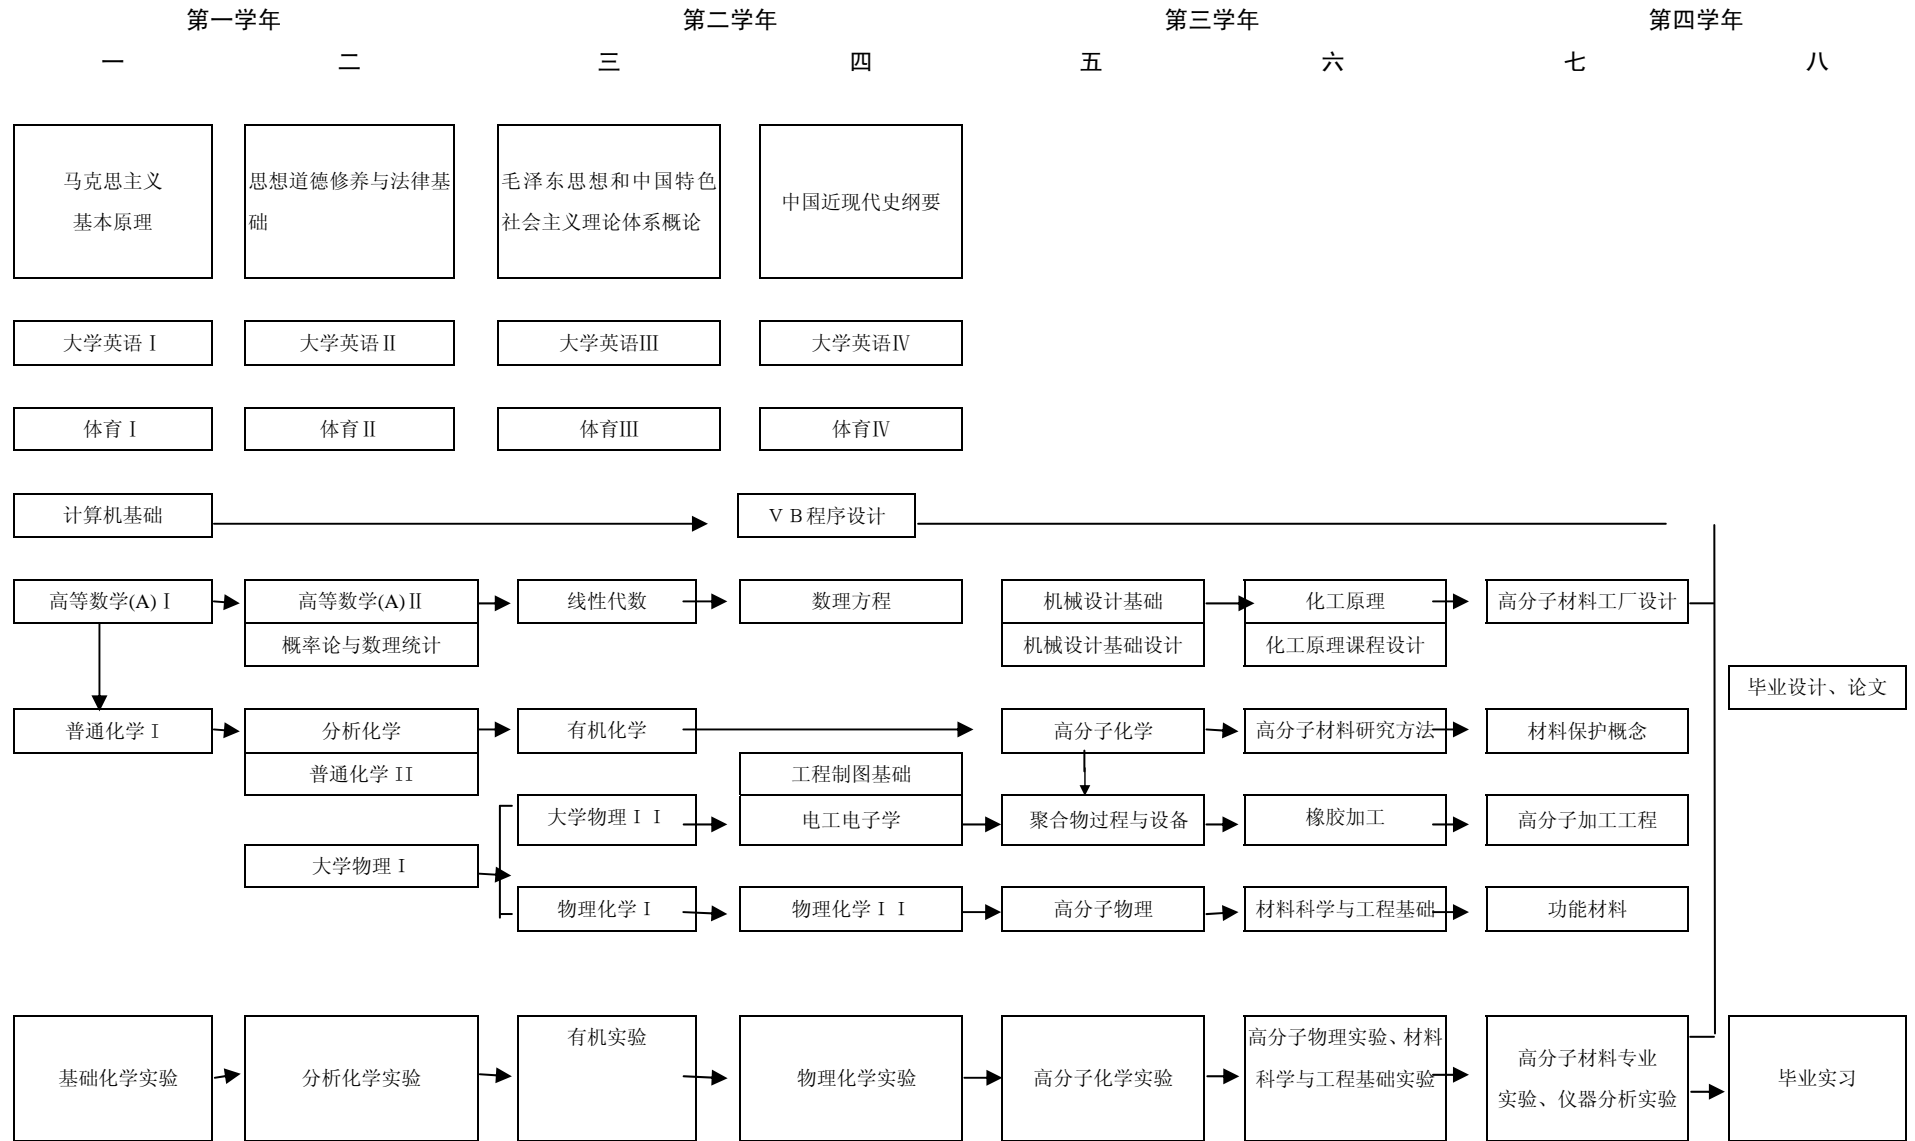 第一学年 第二学年 第三学年 第四学年
一 二 三 四 五 六 七 八
马克思主义
基本原理
思想道德修养与法律基
础
毛泽东思想和中国特色
社会主义理论体系概论
中国近现代史纲要
大学英语Ⅰ 大学英语Ⅱ 大学英语Ⅲ 大学英语Ⅳ
体育Ⅰ 体育Ⅱ 体育Ⅲ 体育Ⅳ
计算机基础 ＶＢ程序设计
高等数学(A)Ⅰ 高等数学(A)Ⅱ 线性代数 数理方程 机械设计基础 化工原理 高分子材料工厂设计
概率论与数理统计 机械设计基础设计 化工原理课程设计
毕业设计、论文
普通化学Ⅰ 分析化学 有机化学 高分子化学 高分子材料研究方法 材料保护概念
普通化学 II 工程制图基础
大学物理ＩＩ 电工电子学 聚合物过程与设备 橡胶加工 高分子加工工程
大学物理Ｉ
物理化学Ｉ 物理化学ＩＩ 高分子物理 材料科学与工程基础 功能材料
基础化学实验
分析化学实验
有机实验
物理化学实验
高分子化学实验
高分子物理实验、材料
科学与工程基础实验
高分子材料专业
实验、仪器分析实验
毕业实习